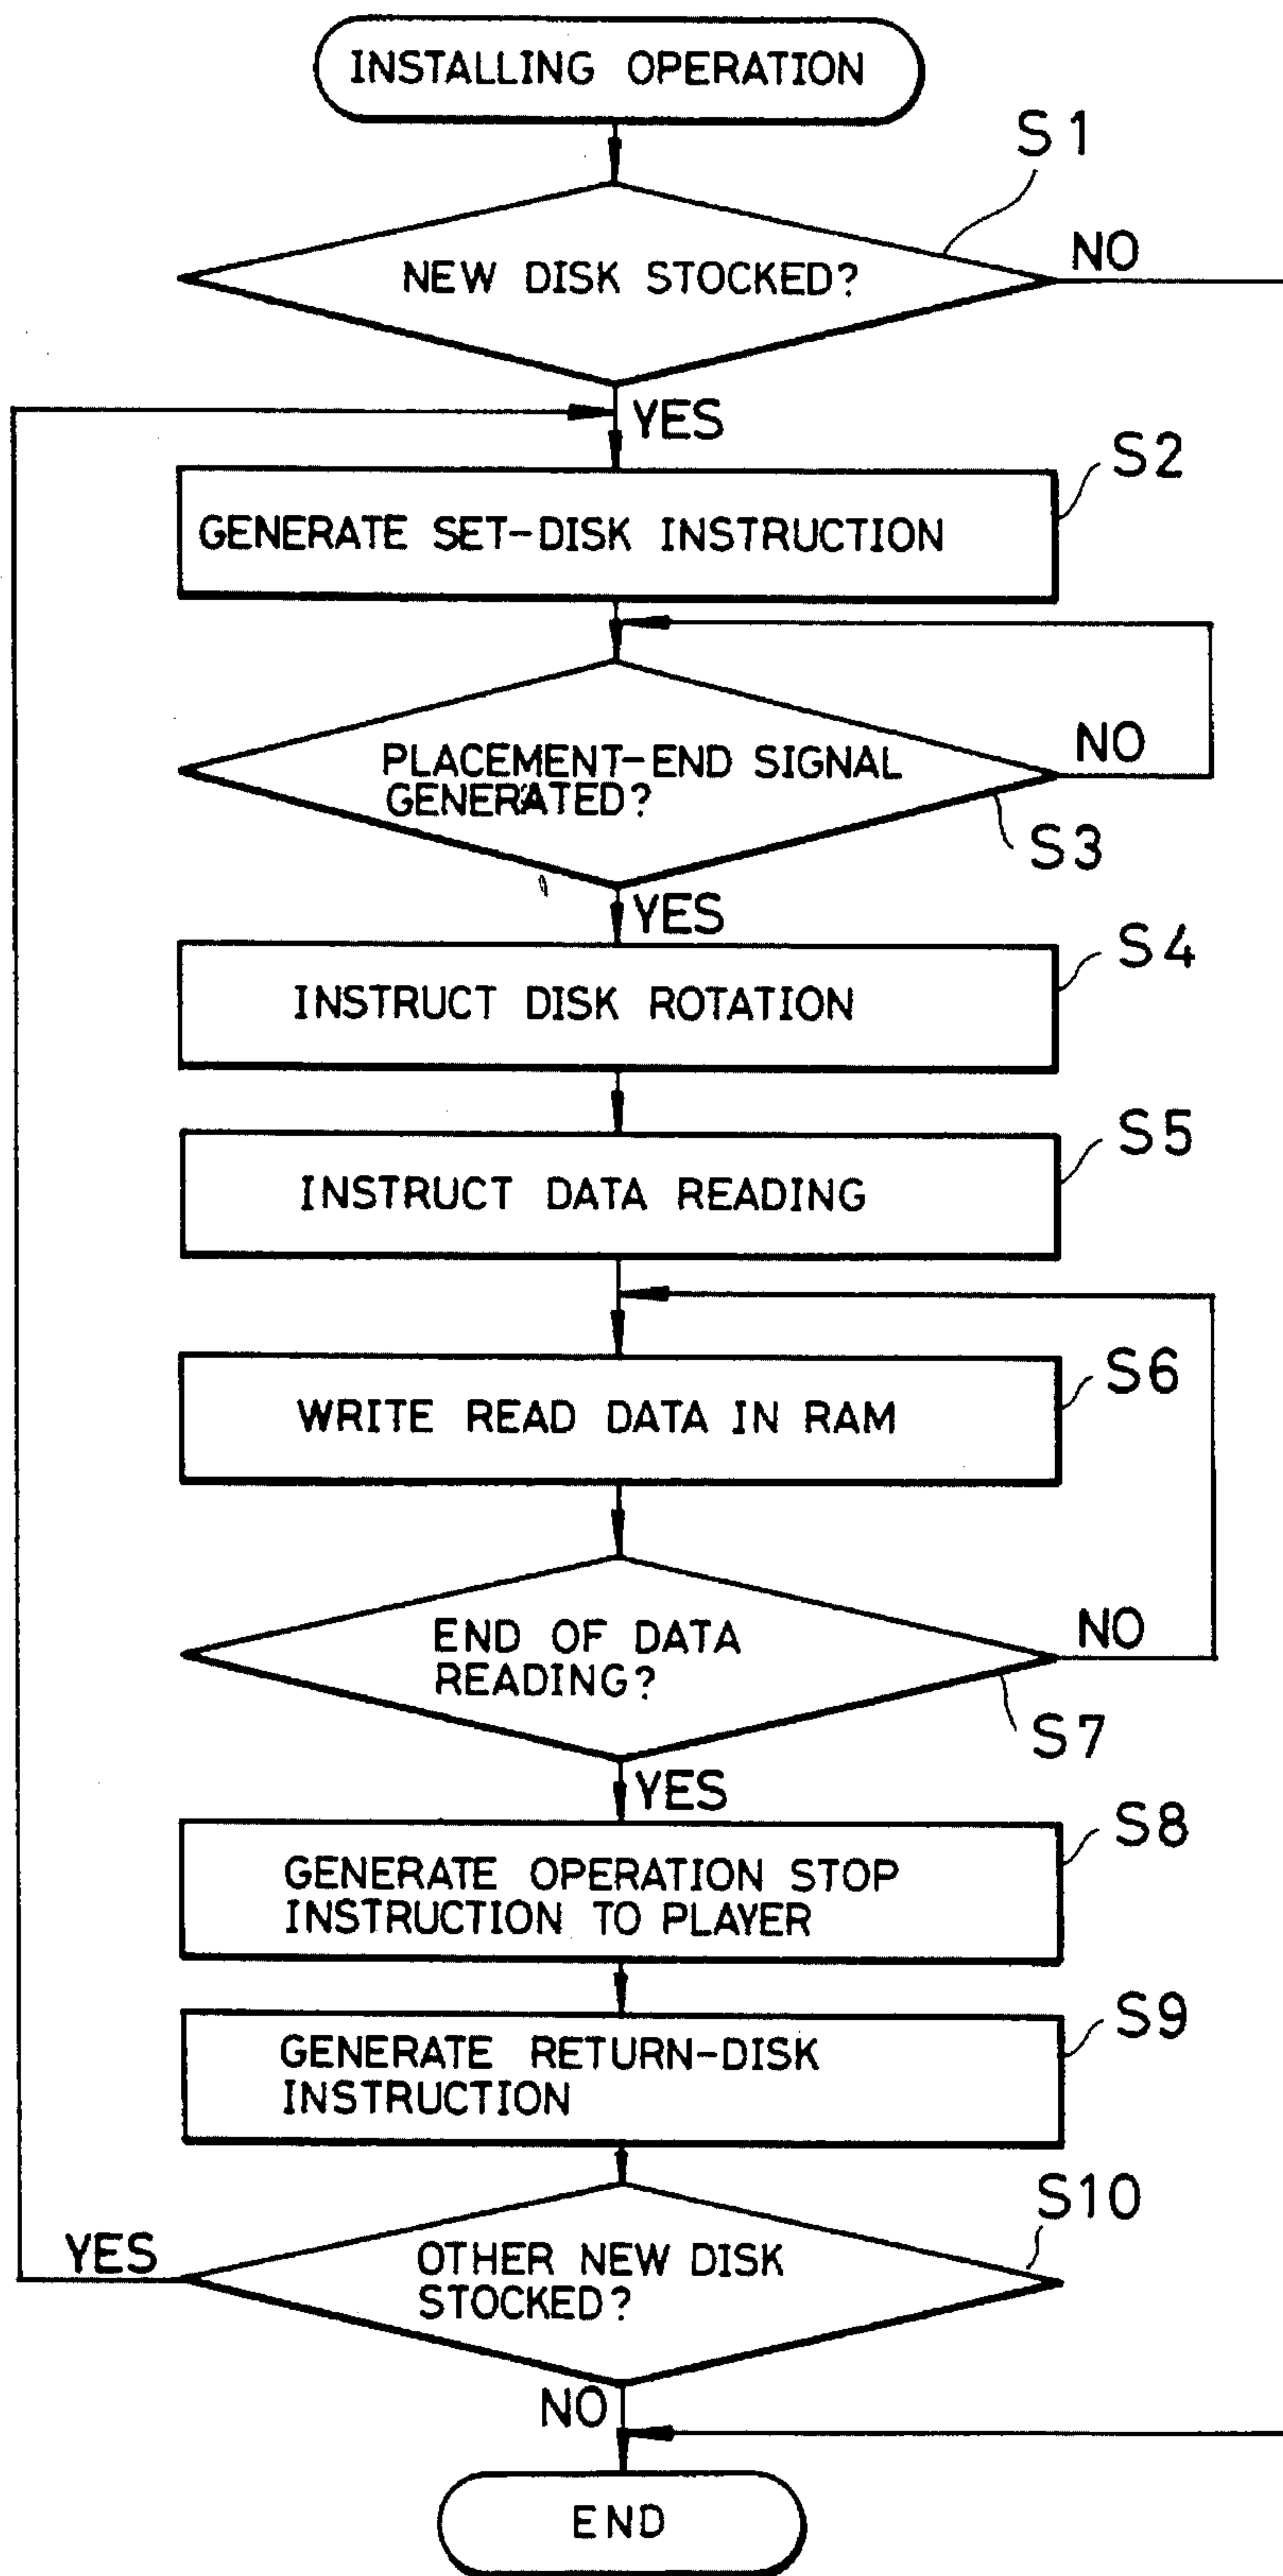 INSTALLING OPERATION
S1
NEW DISK STOCKED?
NO
YES
S2
GENERATE SET-DISK INSTRUCTION
PLACEMENT-END SIGNAL
GENERATED?
NO
S3
YES
S4
INSTRUCT DISK ROTATION
S5
INSTRUCT DATA READING
S6
WRITE READ DATA IN RAM
END OF DATA
READING?
NO
S7
YES
S8
GENERATE OPERATION STOP
INSTRUCTION TO PLAYER
S9
GENERATE RETURN-DISK
INSTRUCTION
S10
YES
OTHER NEW DISK
STOCKED?
NO
END